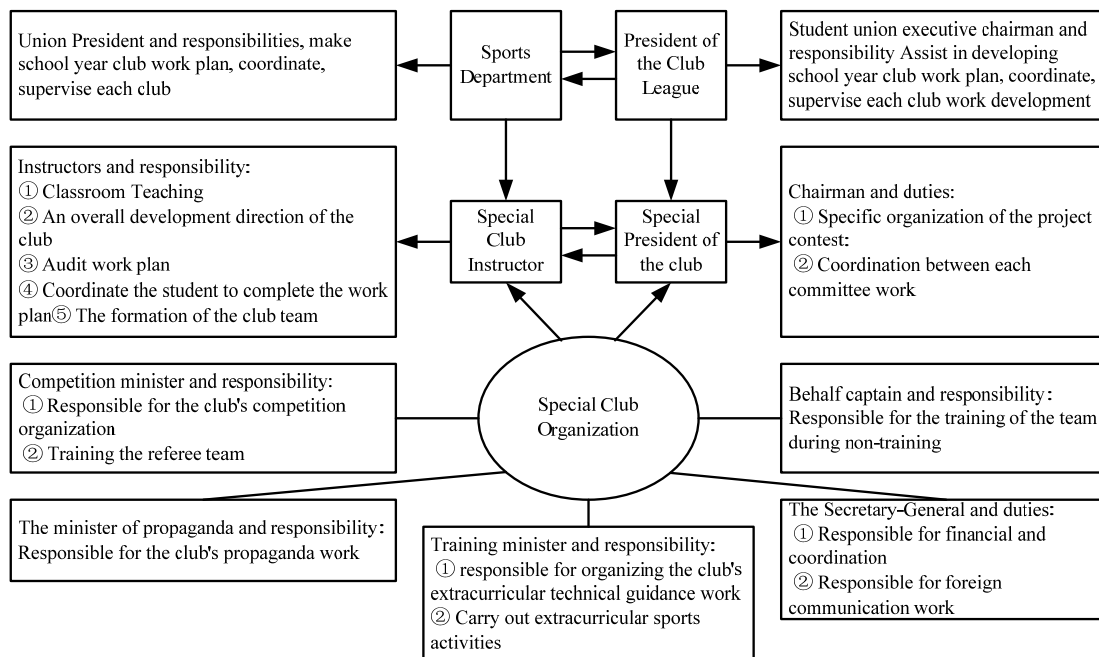 Union President and responsibilities, make
school year club work plan, coordinate,
supervise each club
Sports
Department
President of
the Club
League
Student union executive chairman and
responsibility Assist in developing
school year club work plan, coordinate,
supervise each club work development
Instructors and responsibility:
① Classroom Teaching
② An overall development direction of the
club
③ Audit work plan
④ Coordinate the student to complete the work
plan⑤ The formation of the club team
Special
Club
Instructor
Special
President of
the club
Chairman and duties:
① Specific organization of the project
contest:
② Coordination between each
committee work
Competition minister and responsibility:
① Responsible for the club's competition
organization
② Training the referee team
Special Club
Organization
Behalf captain and responsibility:
Responsible for the training of the team
during non-training
The minister of propaganda and responsibility:
Responsible for the club's propaganda work
Training minister and responsibility:
① responsible for organizing the club's
extracurricular technical guidance work
② Carry out extracurricular sports
activities
The Secretary-General and duties:
① Responsible for financial and
coordination
② Responsible for foreign
communication work